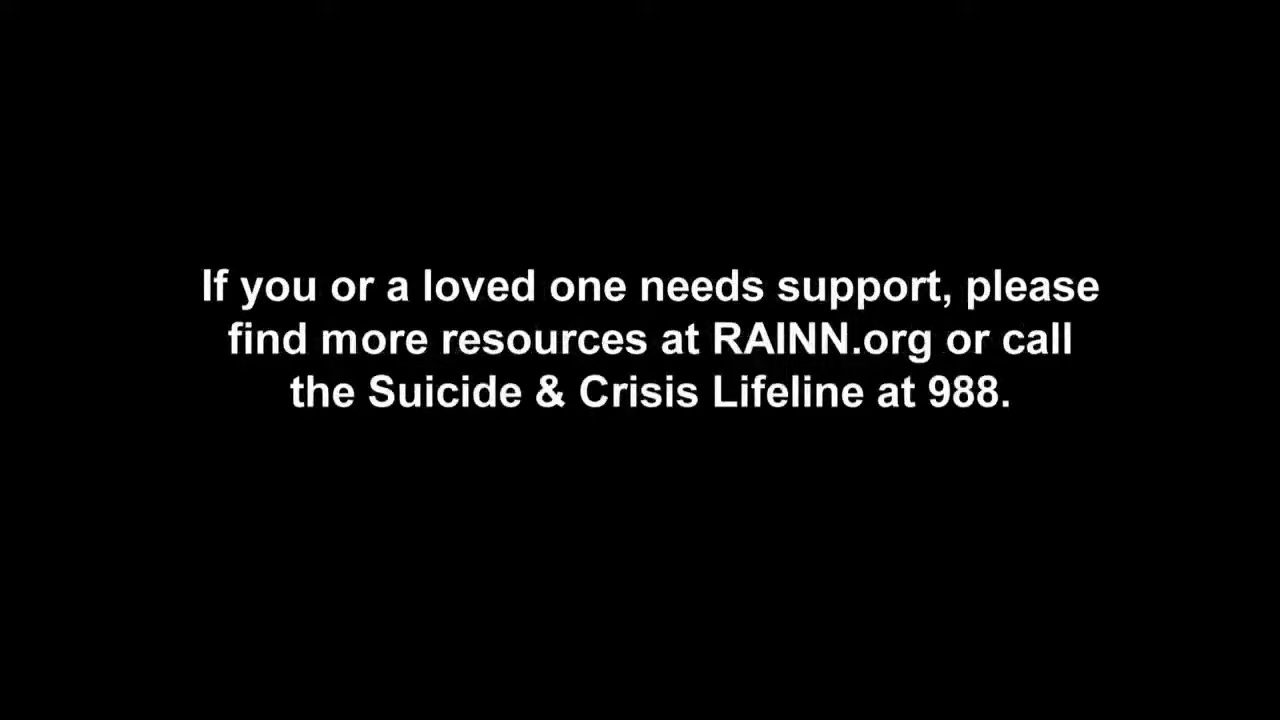 If you or a loved one needs support, please
find more resources at RAINN.org or call
the Suicide & Crisis Lifeline at 988.